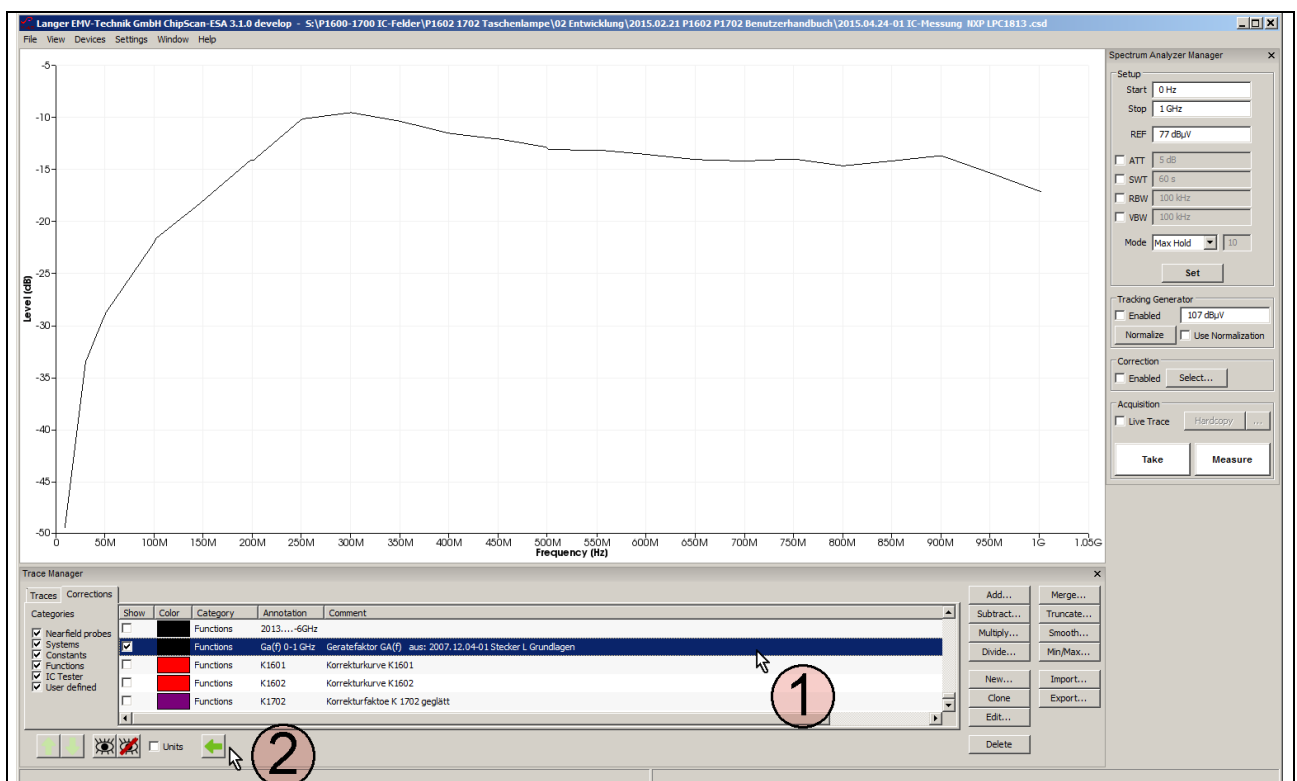 Langer EMV-Technik GmbH ChipScan-ESA 3.1.0 develop - S:\P1600-1700 IC-Felder\P1602 1702 Taschenlampe\02 Entwicklung\2015.02.21 P1602 P1702 Benutzerhandbuch\2015.04.24-01 IC-Messung NXP LPC1813 .csd
File View Devices Settings Window Help
-5
-10
-15
-20
-25
-30
-35
-40
-45
-50
Level (dB)
0 50M 100M 150M 200M 250M 300M 350M 400M 450M 500M 550M 600M 650M 700M 750M 800M 850M 900M 950M 1G 1.05G
Frequency (Hz)
Spectrum Analyzer Manager
Setup
Start 0 Hz
Stop 1 GHz
REF 77 dBµV
ATT 5 dB
SWT 60 s
RBW 100 kHz
VBW 100 kHz
Mode Max Hold 10
Set
Tracking Generator
Enabled 107 dBµV
Normalize Use Normalization
Correction
Enabled Select...
Acquisition
Live Trace Hardcopy ...
Take Measure
Trace Manager
Traces Corrections
Categories
Nearfield probes
Systems
Constants
Functions
IC Tester
User defined
Show Color Category Annotation Comment
Functions 2013....-6GHz
Functions Ga(f) 0-1 GHz Geratefaktor GA(f) aus: 2007.12.04-01 Stecker L Grundlagen
Functions K1601 Korrekturkurve K1601
Functions K1602 Korrekturkurve K1602
Functions K1702 Korrekturfaktoe K 1702 geglätt
1
Add... Merge...
Subtract... Truncate...
Multiply... Smooth...
Divide... Min/Max...
New... Import...
Clone Export...
Edit...
Delete
Units
2